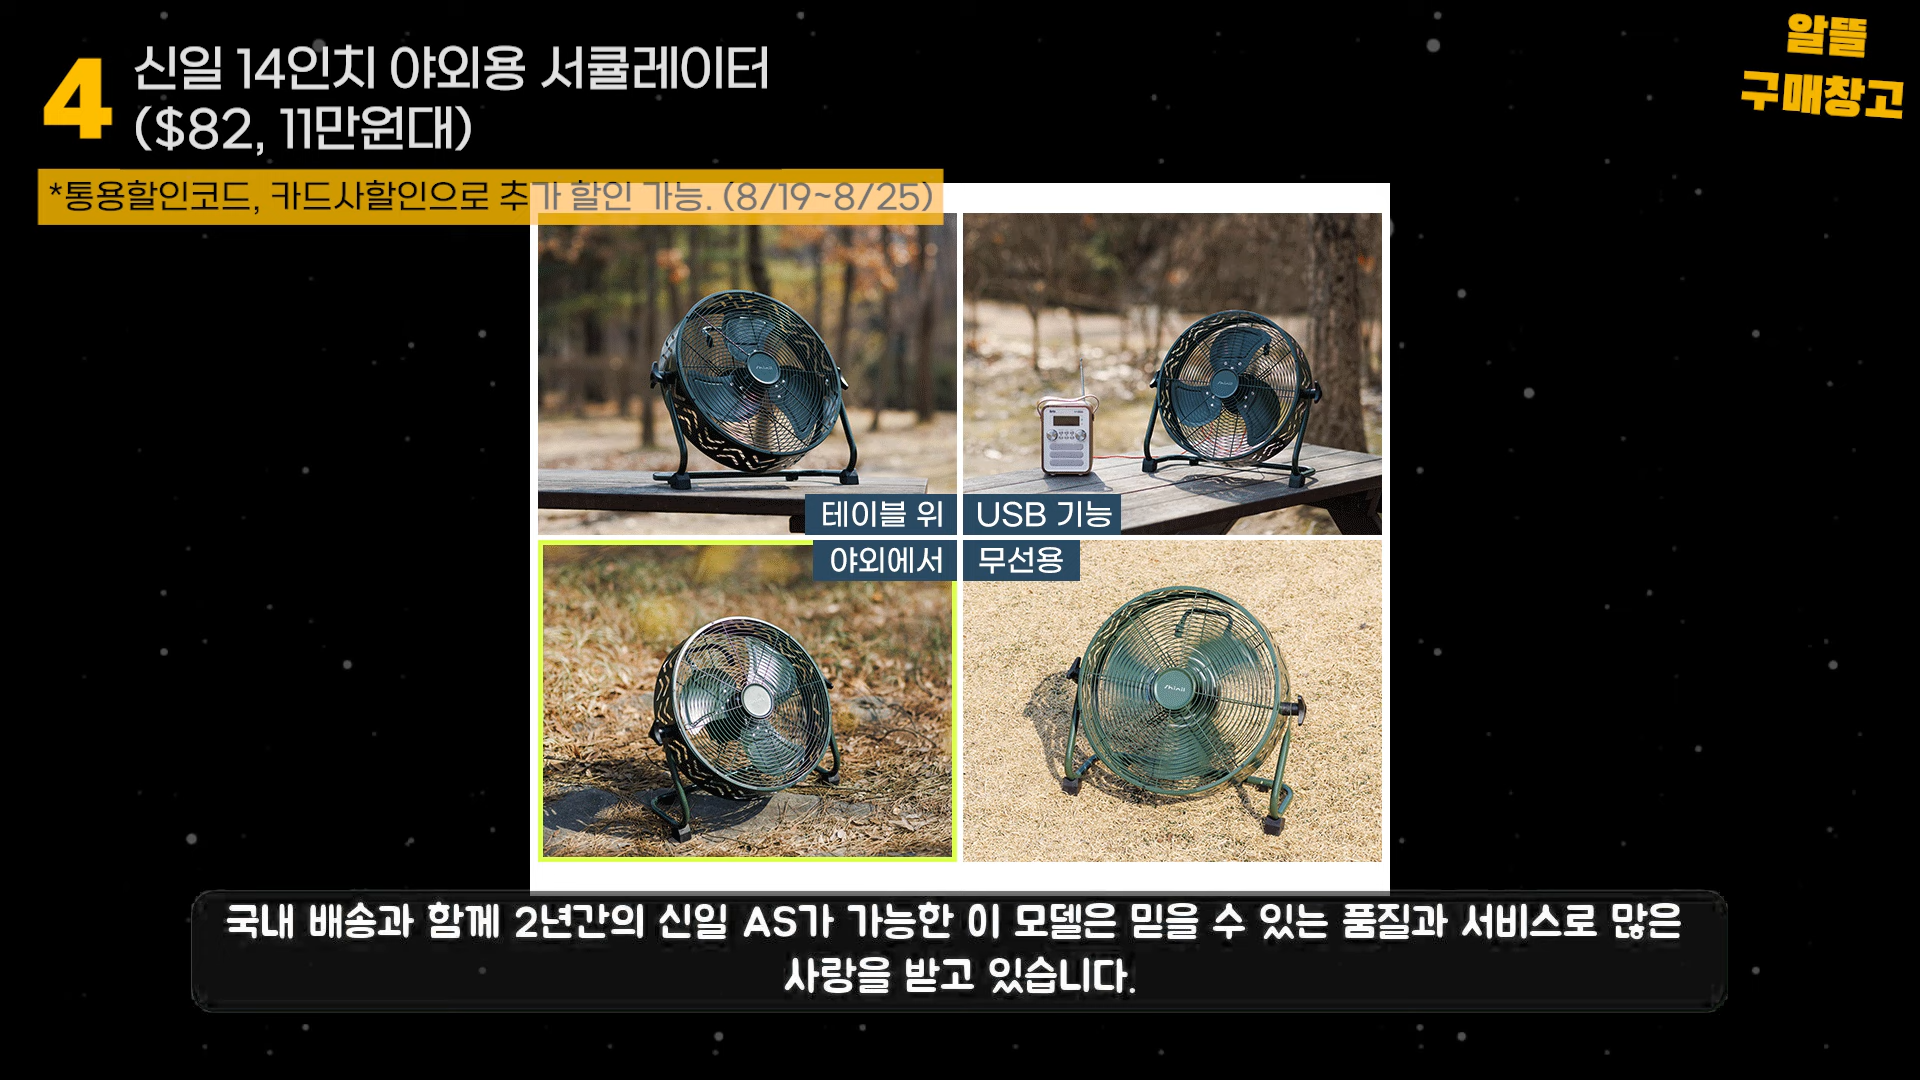 4
신일 14인치 야외용 서큘레이터
($82, 11만원대)
*통용할인코드, 카드사할인으로 추가 할인 가능. (8/19~8/25)
알뜰
구매창고
테이블 위
USB 기능
야외에서
무선용
shinil
국내 배송과 함께 2년간의 신일 AS가 가능한 이 모델은 믿을 수 있는 품질과 서비스로 많은
사랑을 받고 있습니다.